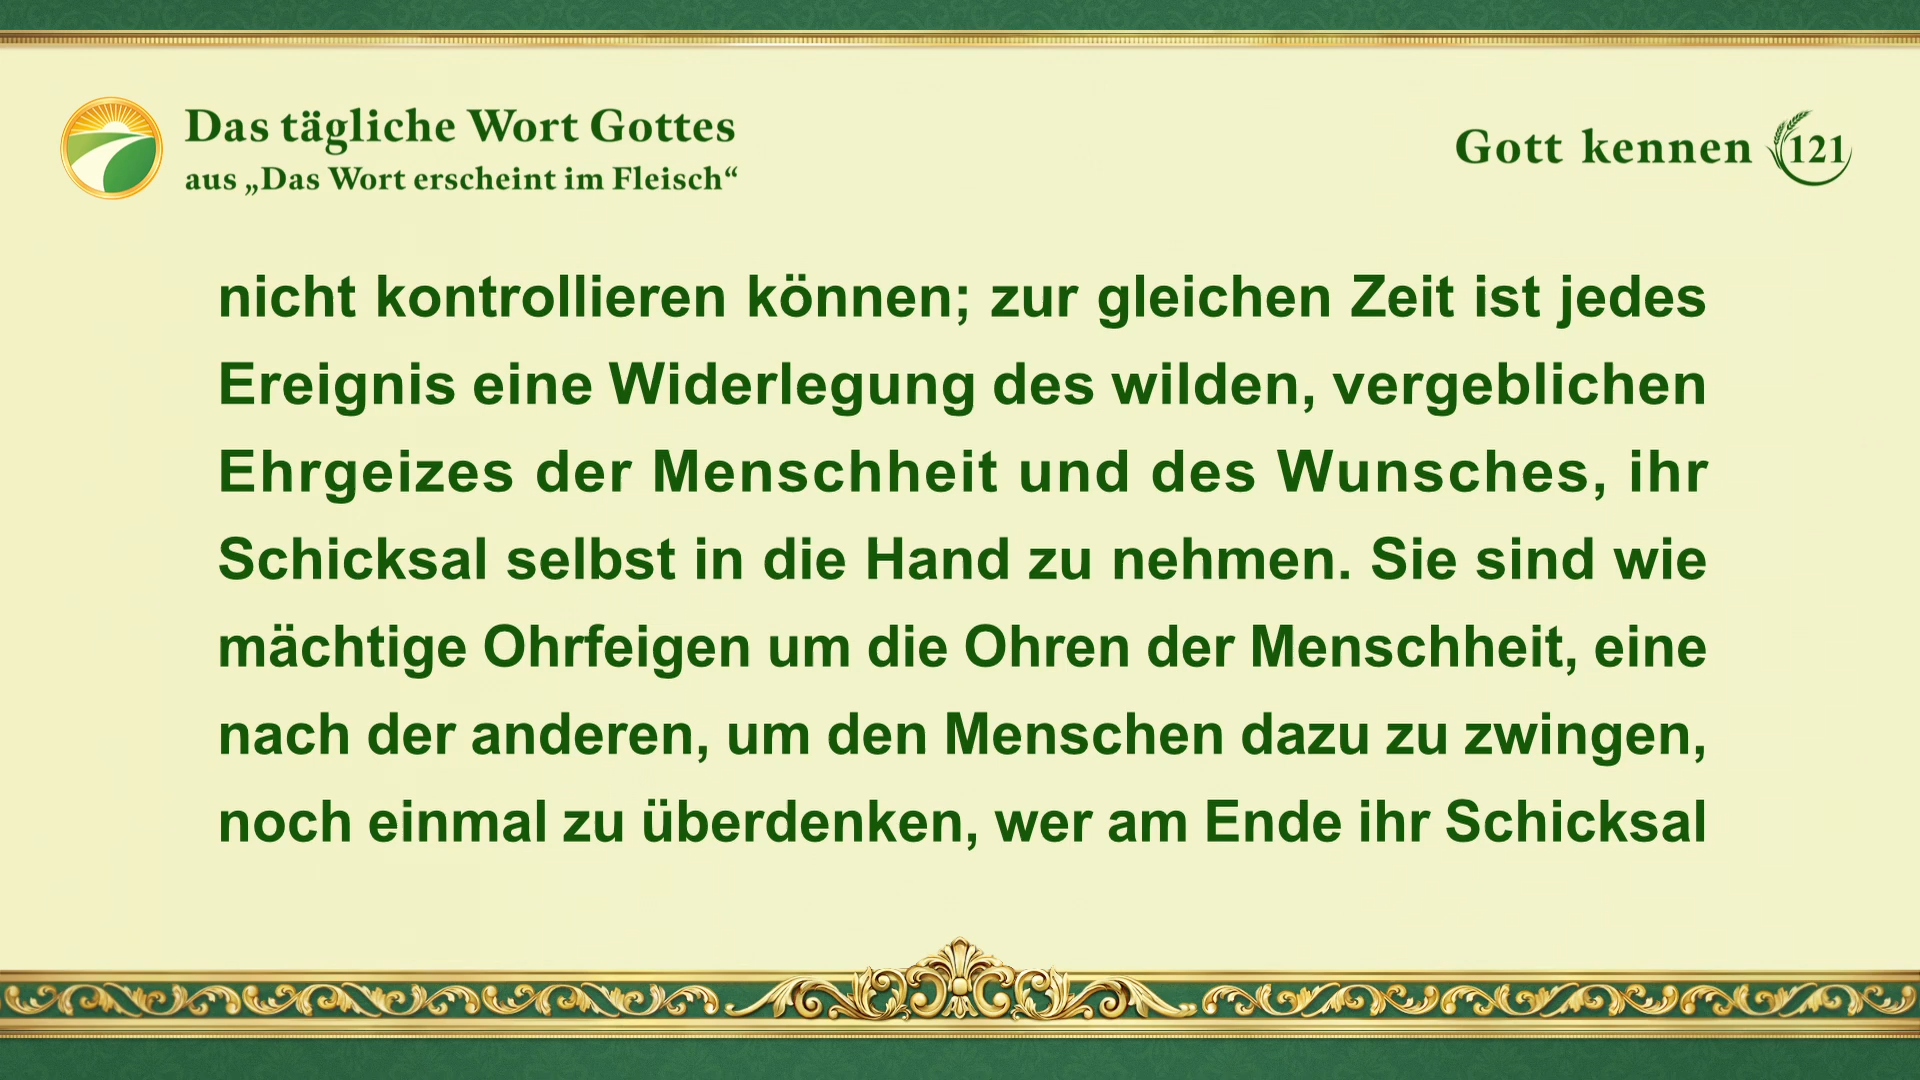 Das tägliche Wort Gottes
aus „Das Wort erscheint im Fleisch“
Gott kennen 121
nicht kontrollieren können; zur gleichen Zeit ist jedes
Ereignis eine Widerlegung des wilden, vergeblichen
Ehrgeizes der Menschheit und des Wunsches, ihr
Schicksal selbst in die Hand zu nehmen. Sie sind wie
mächtige Ohrfeigen um die Ohren der Menschheit, eine
nach der anderen, um den Menschen dazu zu zwingen,
noch einmal zu überdenken, wer am Ende ihr Schicksal